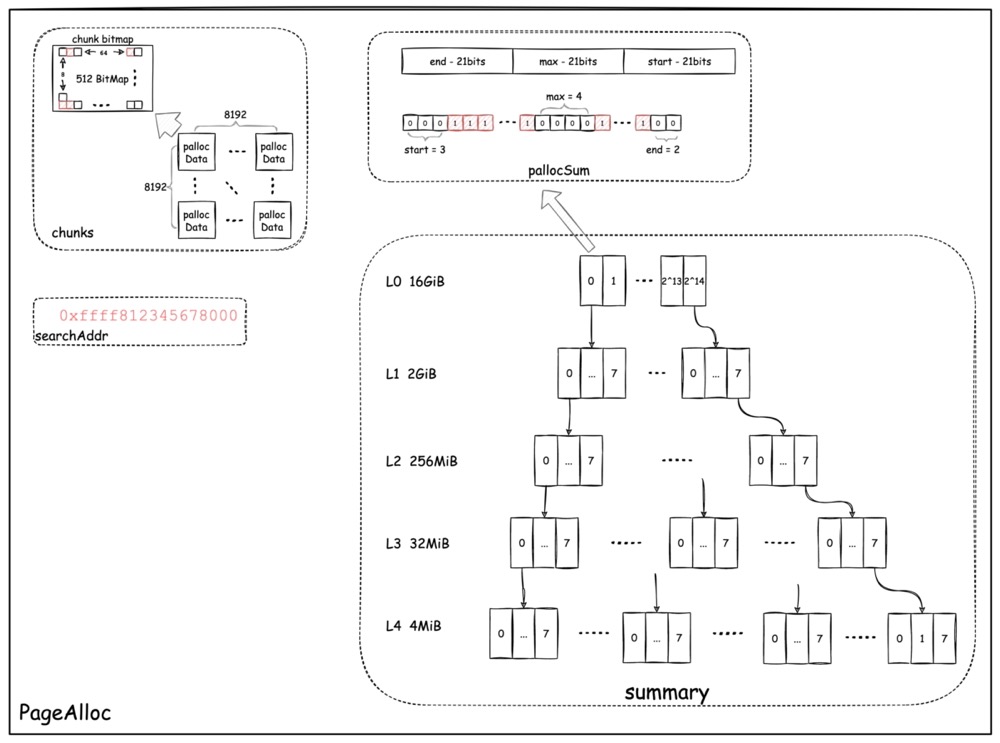 chunk bitmap
64
8
512 BitMap
8192
8192
palloc Data
palloc Data
palloc Data
palloc Data
chunks
0xffff812345678000
searchAddr
end - 21bits max - 21bits start - 21bits
max = 4
0 0 0 1 1 1 1 0 0 0 0 1 1 0 0
start = 3
end = 2
pallocSum
L0 16GiB 0 1 2^13 2^14
L1 2GiB 0 ... 7 0 ... 7
L2 256MiB 0 ... 7 0 ... 7
L3 32MiB 0 ... 7 0 ... 7 0 ... 7
L4 4MiB 0 ... 7 0 ... 7 0 ... 7 0 1 7
summary
PageAlloc